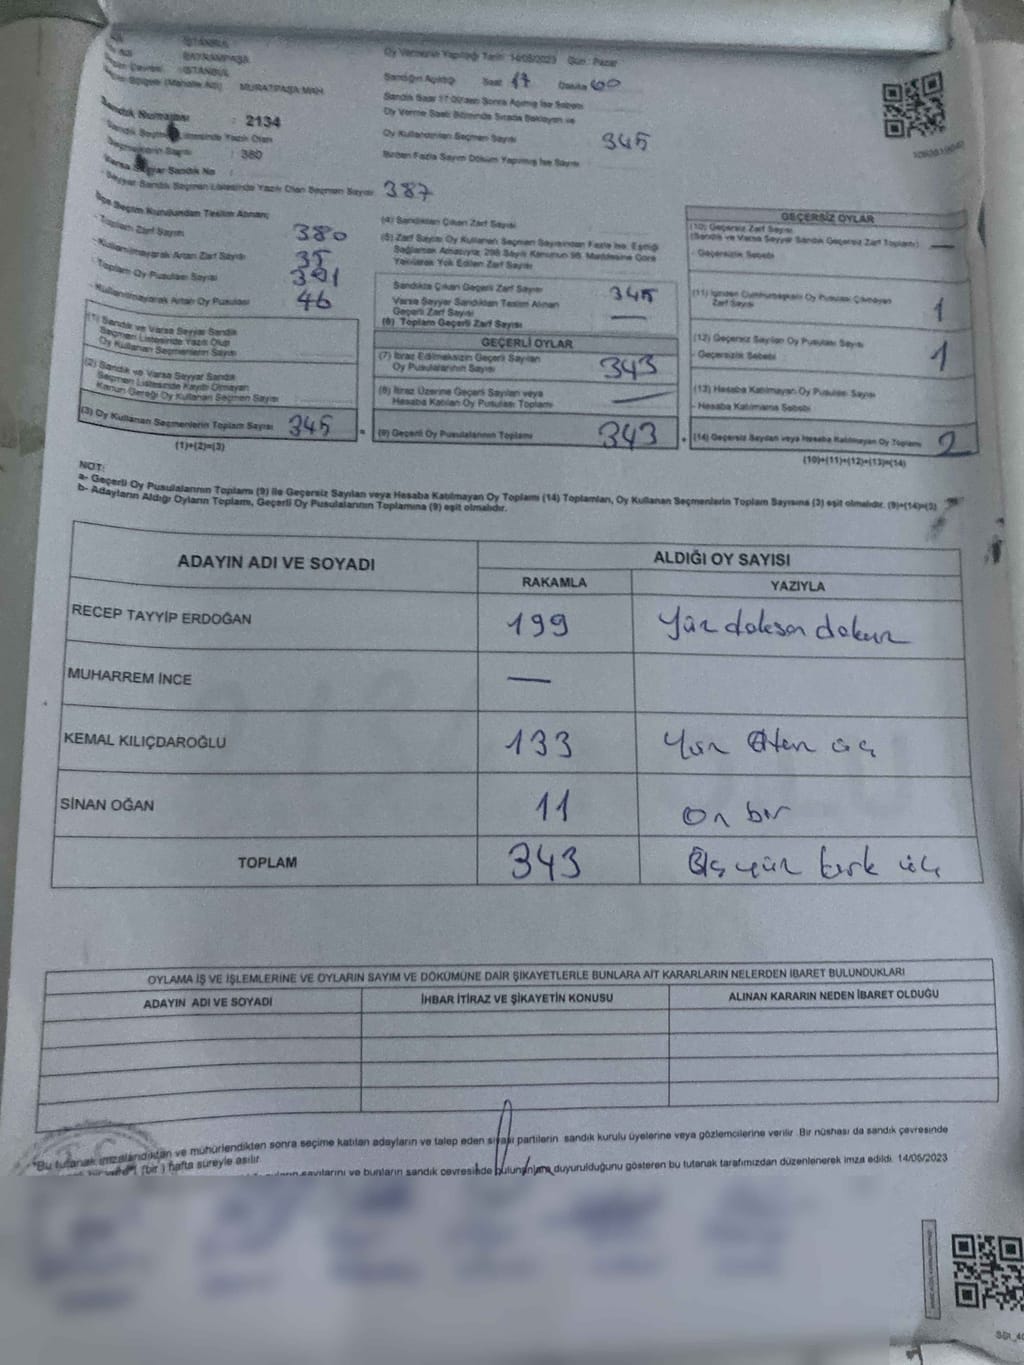 İSTANBUL
BAYRAMPAŞA
İSTANBUL
MURATPAŞA MAH.
Oy Vermenin Yapıldığı Tarih: 14/05/2023 Gün: Pazar
Sandığın Açıldığı Saat 17 Dakika 00
Sandık Saat 17:00'den Sonra Açılmış İse Sebebi
Oy Verme Saati Bitiminde Sırada Bekleyen ve
Oy Kullandırılan Seçmen Sayısı 345
Birden Fazla Sayım Döküm Yapılmış İse Sayısı
Sandık Numarası : 2134
Sandık Seçmen Listesinde Yazılı Olan
Seçmenlerin Sayısı : 380
Varsa Seyyar Sandık No
Seyyar Sandık Seçmen Listesinde Yazılı Olan Seçmen Sayısı 387
İlçe Seçim Kurulundan Teslim Alınan;
- Toplam Zarf Sayısı 380
- Kullanılmayarak Artan Zarf Sayısı 35
- Toplam Oy Pusulası Sayısı 391
- Kullanılmayarak Artan Oy Pusulası 46
(1) Sandık ve Varsa Seyyar Sandık
Seçmen Listesinde Yazılı Olup
Oy Kullanan Seçmenlerin Sayısı
(2) Sandık ve Varsa Seyyar Sandık
Seçmen Listesinde Kayıtlı Olmayan
Kanun Gereği Oy Kullanan Seçmen Sayısı
(3) Oy Kullanan Seçmenlerin Toplam Sayısı 345
(1)+(2)=(3)
(4) Sandıktan Çıkan Zarf Sayısı
(5) Zarf Sayısı Oy Kullanan Seçmen Sayısından Fazla İse, Eşitliği
Sağlamak Amacıyla; 298 Sayılı Kanunun 98. Maddesine Göre
Yakılarak Yok Edilen Zarf Sayısı
Sandıkta Çıkan Geçerli Zarf Sayısı 345
Varsa Seyyar Sandıktan Teslim Alınan
Geçerli Zarf Sayısı —
(6) Toplam Geçerli Zarf Sayısı
GEÇERLİ OYLAR
(7) İtiraz Edilmeksizin Geçerli Sayılan
Oy Pusulalarının Sayısı 343
(8) İtiraz Üzerine Geçerli Sayılan veya
Hesaba Katılan Oy Pusulası Toplamı —
(9) Geçerli Oy Pusulalarının Toplamı 343
GEÇERSİZ OYLAR
(10) Geçersiz Zarf Sayısı
(Sandık ve Varsa Seyyar Sandık Geçersiz Zarf Toplamı) —
- Geçersizlik Sebebi
(11) İçinden Cumhurbaşkanı Oy Pusulası Çıkmayan
Zarf Sayısı 1
(12) Geçersiz Sayılan Oy Pusulası Sayısı 1
- Geçersizlik Sebebi
(13) Hesaba Katılmayan Oy Pusulası Sayısı
- Hesaba Katılmama Sebebi
(14) Geçersiz Sayılan veya Hesaba Katılmayan Oy Toplamı 2
(10)+(11)+(12)+(13)=(14)
NOT:
a- Geçerli Oy Pusulalarının Toplamı (9) ile Geçersiz Sayılan veya Hesaba Katılmayan Oy Toplamı (14) Toplamları, Oy Kullanan Seçmenlerin Toplam Sayısına (3) eşit olmalıdır. (9)+(14)=(3)
b- Adayların Aldığı Oyların Toplamı, Geçerli Oy Pusulalarının Toplamına (9) eşit olmalıdır.
ADAYIN ADI VE SOYADI
ALDIĞI OY SAYISI
RAKAMLA YAZIYLA
RECEP TAYYİP ERDOĞAN 199 Yüz doksan dokuz
MUHARREM İNCE —
KEMAL KILIÇDAROĞLU 133 Yüz Otuz üç
SİNAN OĞAN 11 On bir
TOPLAM 343 Üç yüz kırk üç
OYLAMA İŞ VE İŞLEMLERİNE VE OYLARIN SAYIM VE DÖKÜMÜNE DAİR ŞİKAYETLERLE BUNLARA AİT KARARLARIN NELERDEN İBARET BULUNDUKLARI
ADAYIN ADI VE SOYADI İHBAR İTİRAZ VE ŞİKAYETİN KONUSU ALINAN KARARIN NEDEN İBARET OLDUĞU
*Bu tutanak imzalandıktan ve mühürlendikten sonra seçime katılan adayların ve talep eden siyasi partilerin sandık kurulu üyelerine veya gözlemcilerine verilir. Bir nüshası da sandık çevresinde
1 (bir) hafta süreyle asılır.
sayılarını ve bunların sandık çevresinde bulunanlara duyurulduğunu gösteren bu tutanak tarafımızdan düzenlenerek imza edildi. 14/05/2023